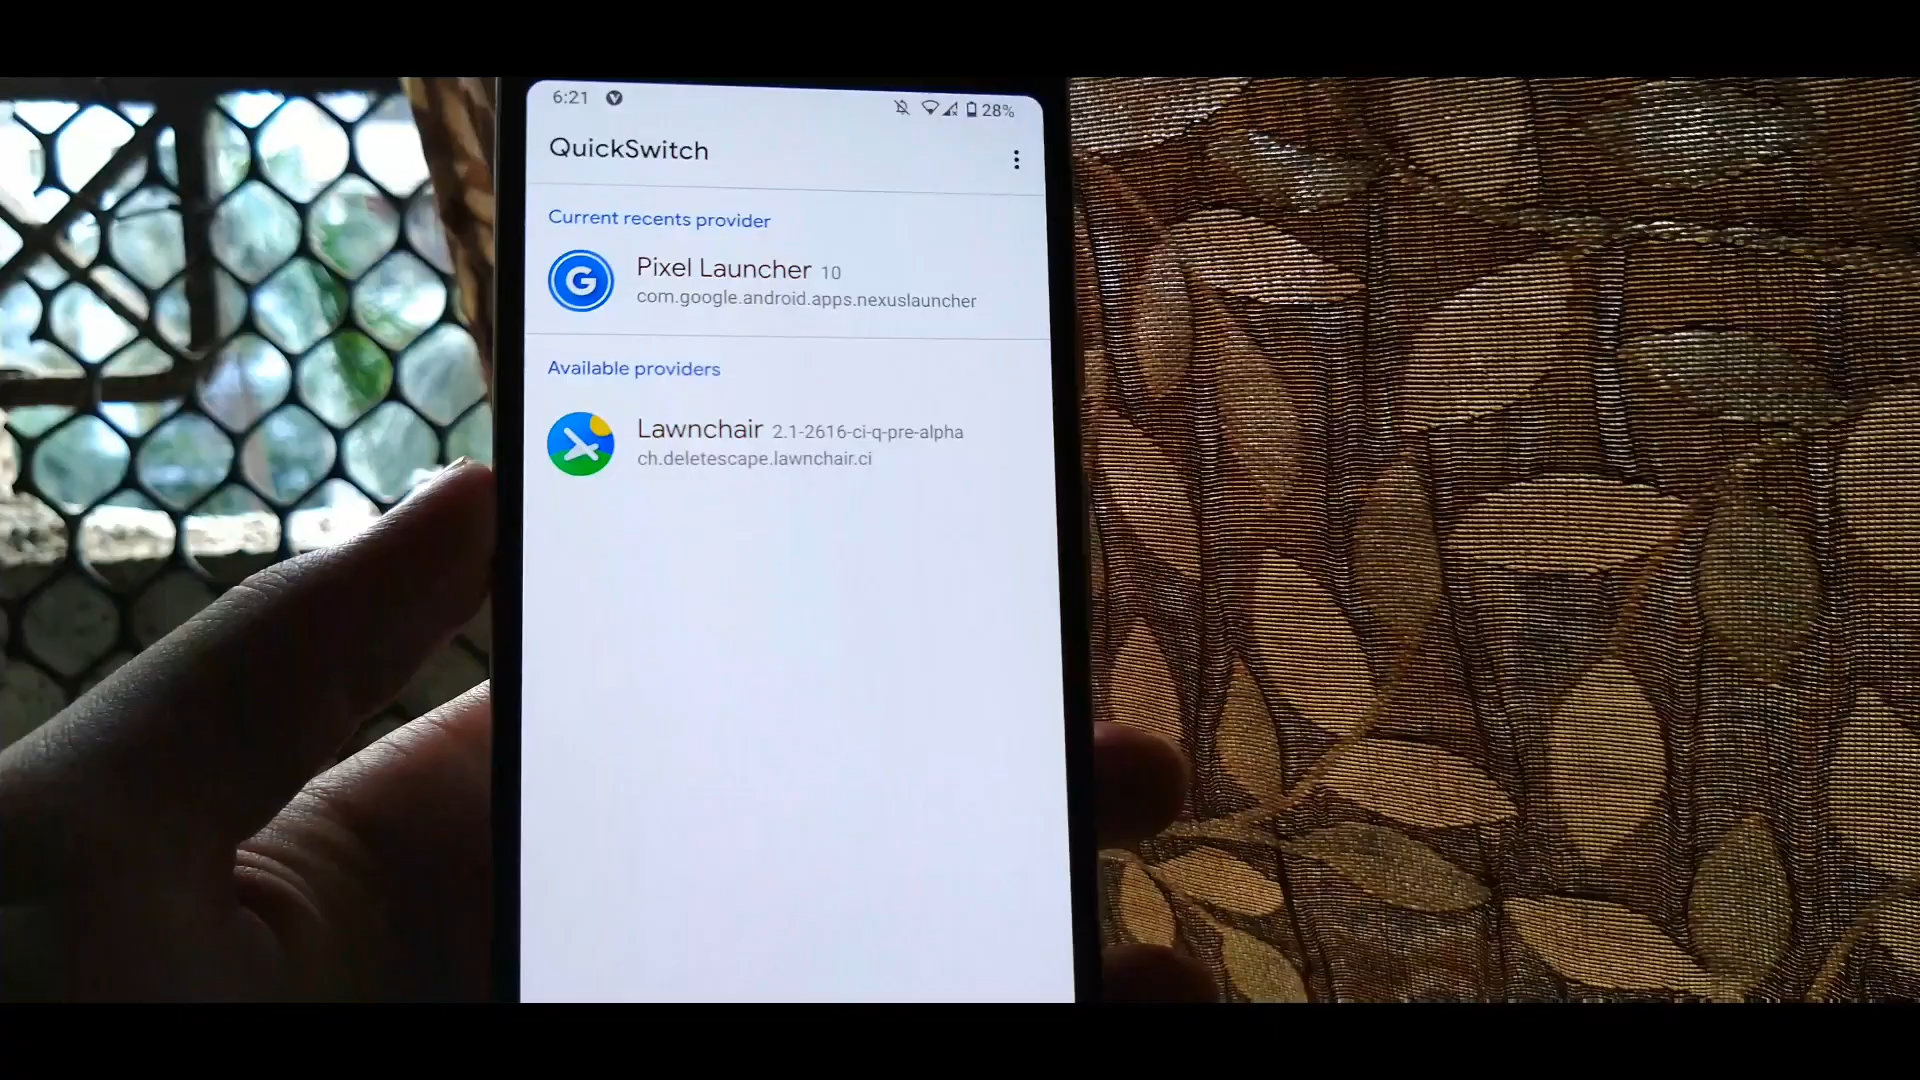 6:21
28%
QuickSwitch
Current recents provider
G
Pixel Launcher 10
com.google.android.apps.nexuslauncher
Available providers
Lawnchair 2.1-2616-ci-q-pre-alpha
ch.deletescape.lawnchair.ci